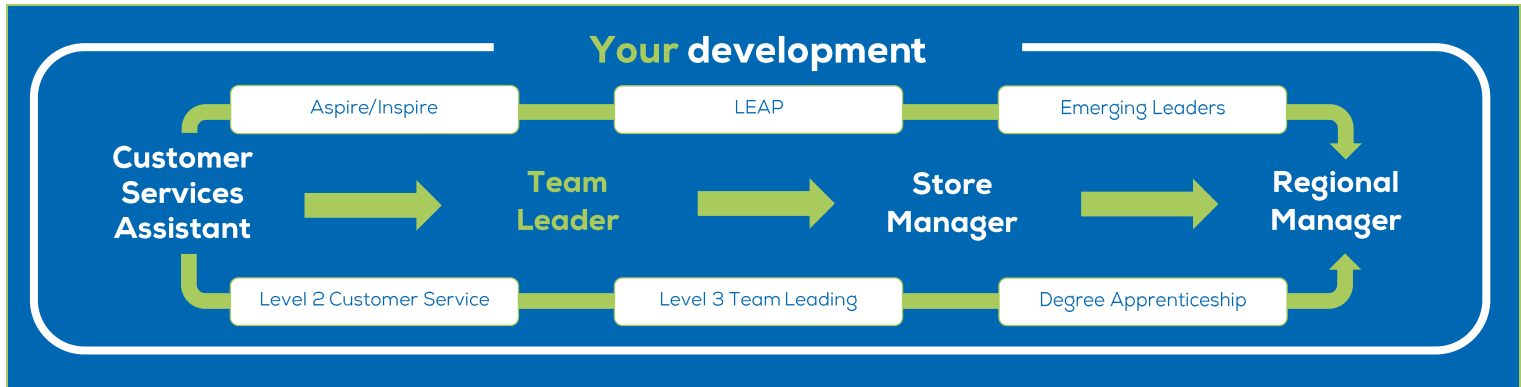 Your development
Aspire/Inspire
LEAP
Emerging Leaders
Customer
Services
Assistant
Team
Leader
Store
Manager
Regional
Manager
Level 2 Customer Service
Level 3 Team Leading
Degree Apprenticeship